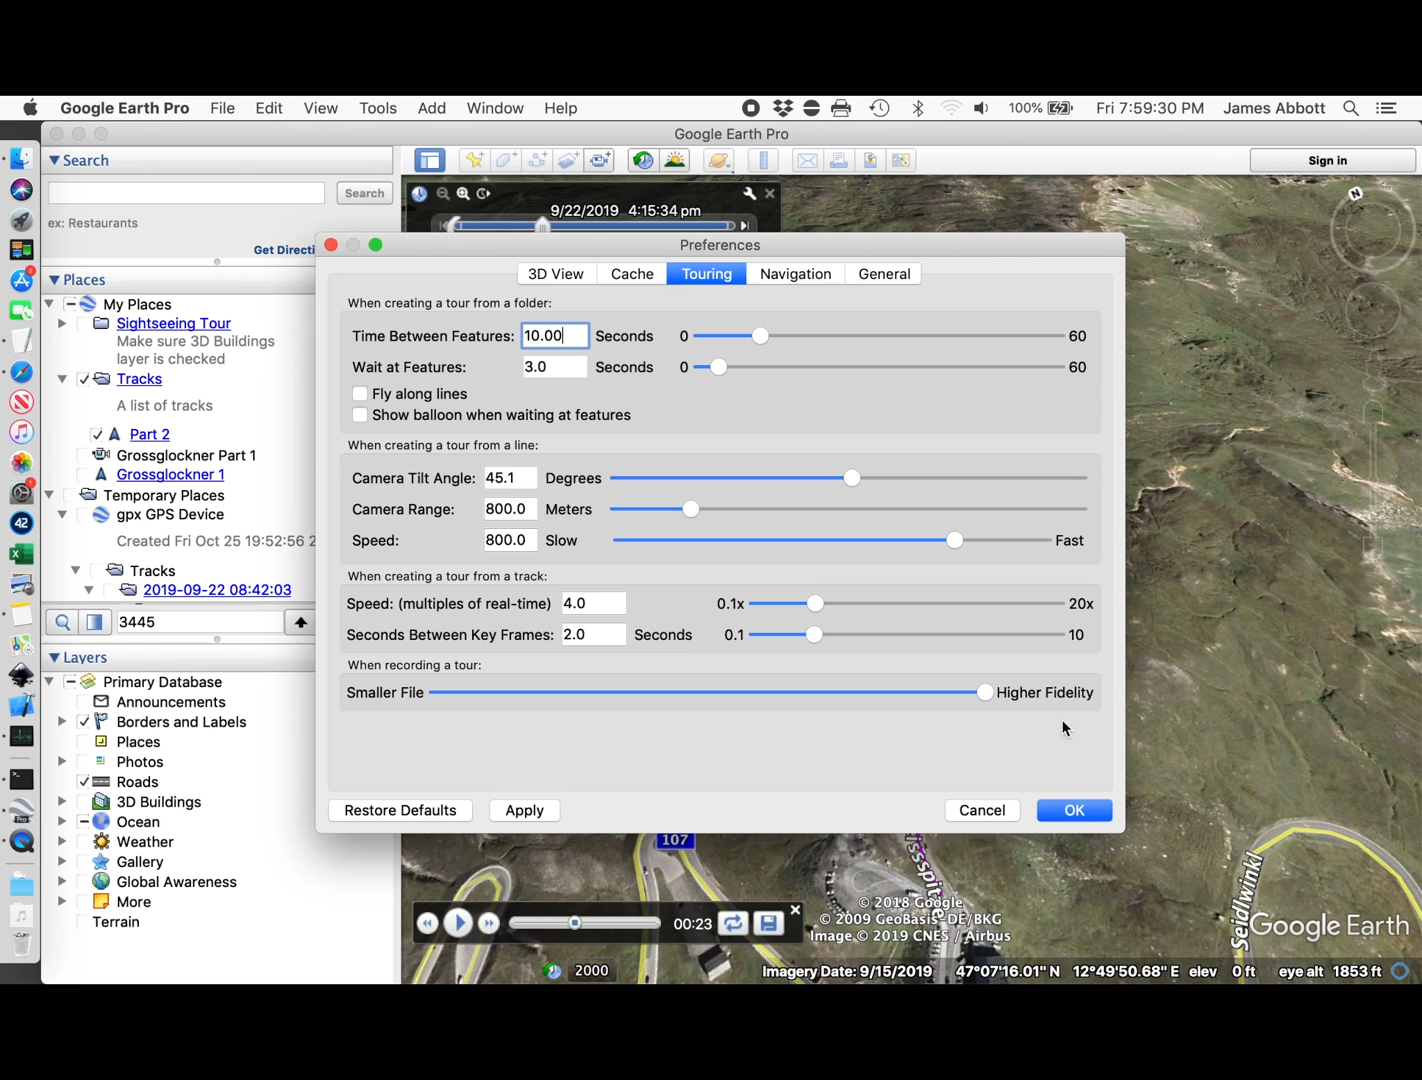 Google Earth Pro File Edit View Tools Add Window Help 100% Fri 7:59:30 PM James Abbott
Google Earth Pro
Search
Sign in
Search
ex: Restaurants
Get Directi
9/22/2019 4:15:34 pm
Places
My Places
Sightseeing Tour
Make sure 3D Buildings
layer is checked
Tracks
A list of tracks
Part 2
Grossglockner Part 1
Grossglockner 1
Temporary Places
gpx GPS Device
Created Fri Oct 25 19:52:56 2
Tracks
2019-09-22 08:42:03
3445
Layers
Primary Database
Announcements
Borders and Labels
Places
Photos
Roads
3D Buildings
Ocean
Weather
Gallery
Global Awareness
More
Terrain
Preferences
3D View Cache Touring Navigation General
When creating a tour from a folder:
Time Between Features: 10.00 Seconds 0 60
Wait at Features: 3.0 Seconds 0 60
Fly along lines
Show balloon when waiting at features
When creating a tour from a line:
Camera Tilt Angle: 45.1 Degrees
Camera Range: 800.0 Meters
Speed: 800.0 Slow Fast
When creating a tour from a track:
Speed: (multiples of real-time) 4.0 0.1x 20x
Seconds Between Key Frames: 2.0 Seconds 0.1 10
When recording a tour:
Smaller File Higher Fidelity
Restore Defaults Apply Cancel OK
N
42
107
Seidlwinkl
00:23
© 2018 Google
© 2009 GeoBasis-DE/BKG
Image © 2019 CNES / Airbus
Google Earth
2000
Imagery Date: 9/15/2019 47°07'16.01" N 12°49'50.68" E elev 0 ft eye alt 1853 ft